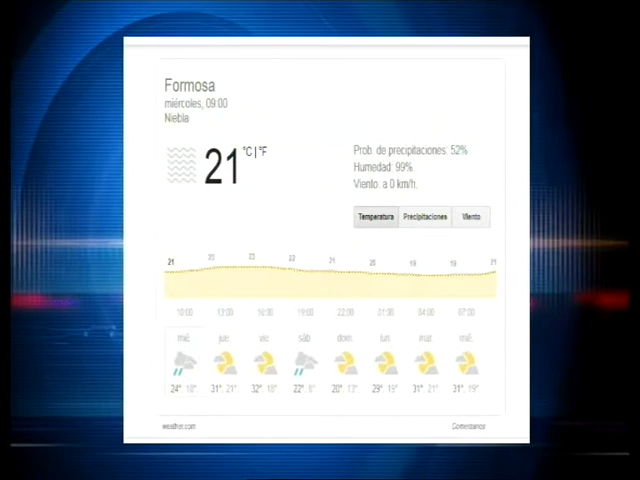 Formosa
miércoles, 09:00
Niebla
21 °C | °F
Prob. de precipitaciones: 52%
Humedad: 99%
Viento: a 0 km/h.
Temperatura Precipitaciones Viento
21 23 23 22 21 20 19 19 21
10:00 13:00 16:00 19:00 22:00 01:00 04:00 07:00
mié. jue. vie. sáb. dom. lun. mar. mié.
24° 18° 31° 21° 32° 18° 22° 8° 20° 13° 29° 19° 31° 21° 31° 19°
weather.com Comentarios